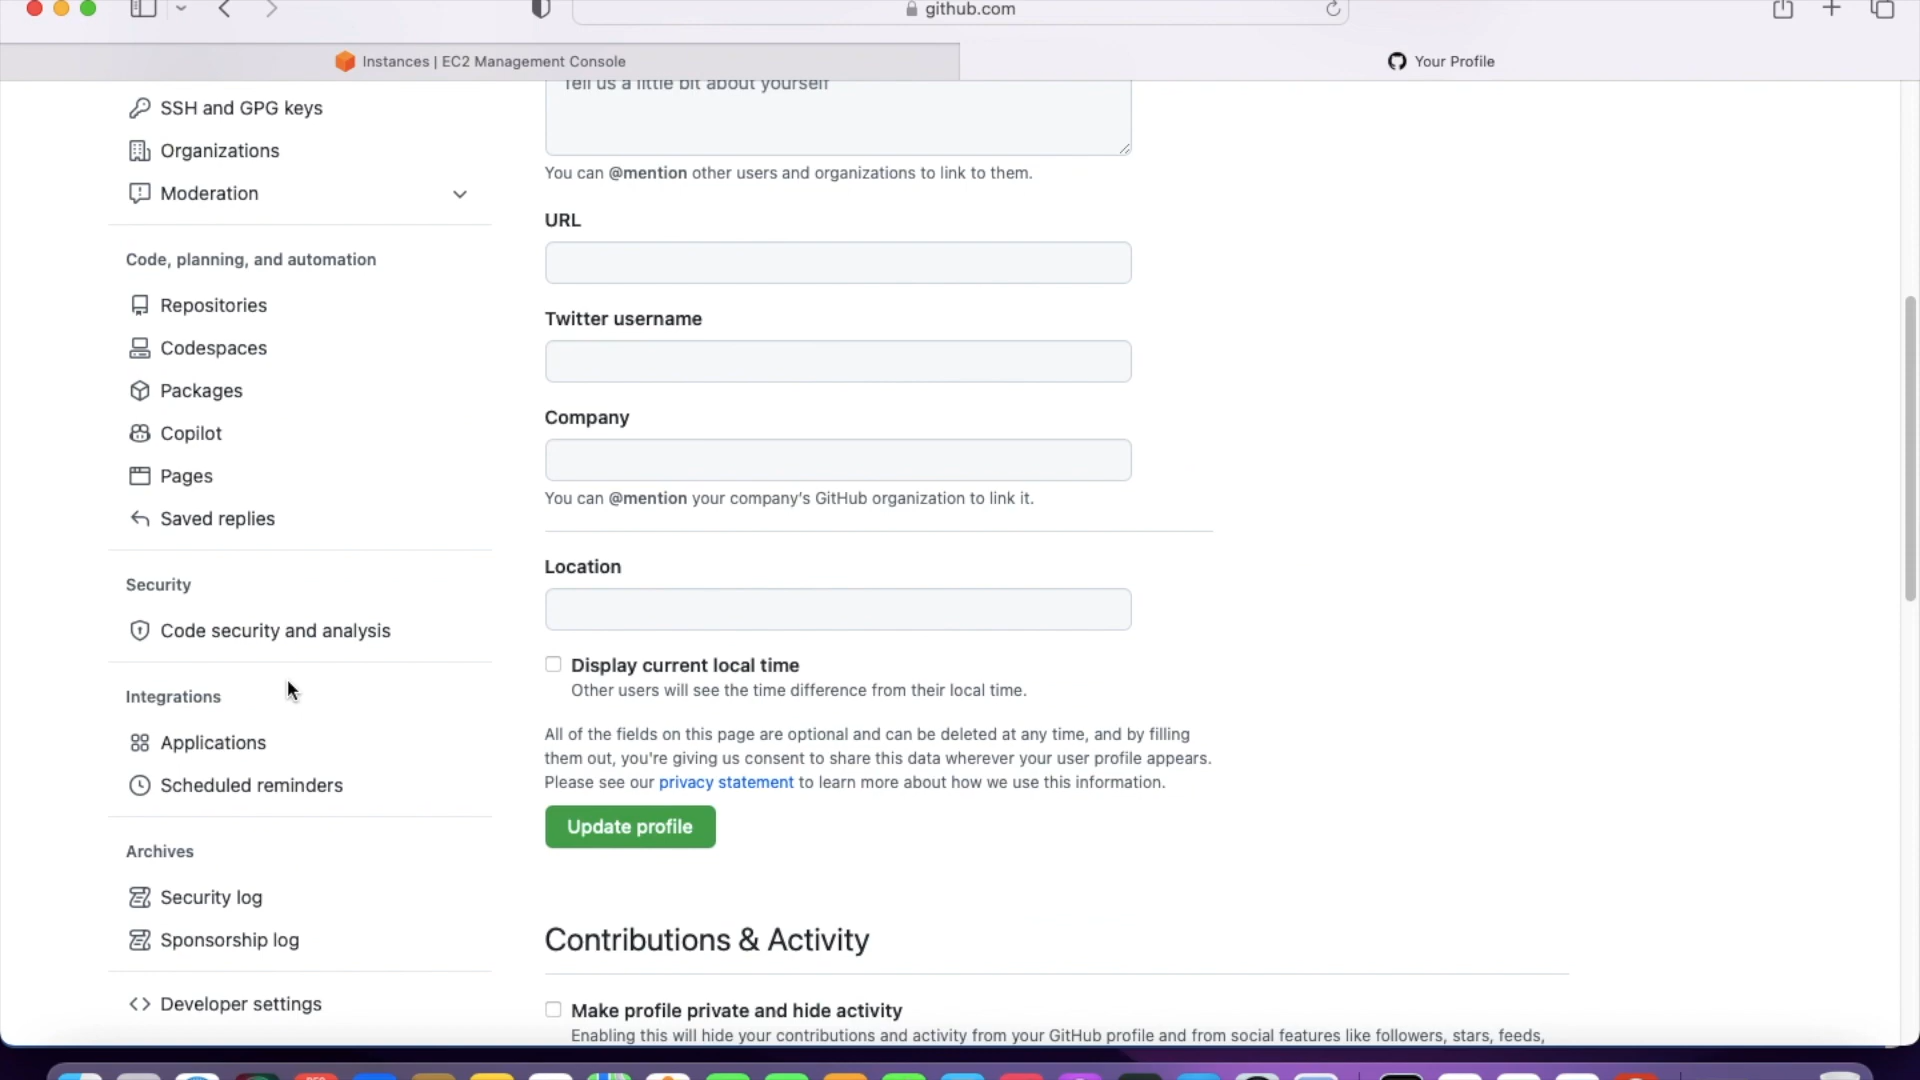 github.com
Instances | EC2 Management Console
Your Profile
SSH and GPG keys
Organizations
Moderation
Code, planning, and automation
Repositories
Codespaces
Packages
Copilot
Pages
Saved replies
Security
Code security and analysis
Integrations
Applications
Scheduled reminders
Archives
Security log
Sponsorship log
Developer settings
Tell us a little bit about yourself
You can @mention other users and organizations to link to them.
URL
Twitter username
Company
You can @mention your company's GitHub organization to link it.
Location
Display current local time
Other users will see the time difference from their local time.
All of the fields on this page are optional and can be deleted at any time, and by filling
them out, you're giving us consent to share this data wherever your user profile appears.
Please see our privacy statement to learn more about how we use this information.
Update profile
Contributions & Activity
Make profile private and hide activity
Enabling this will hide your contributions and activity from your GitHub profile and from social features like followers, stars, feeds,